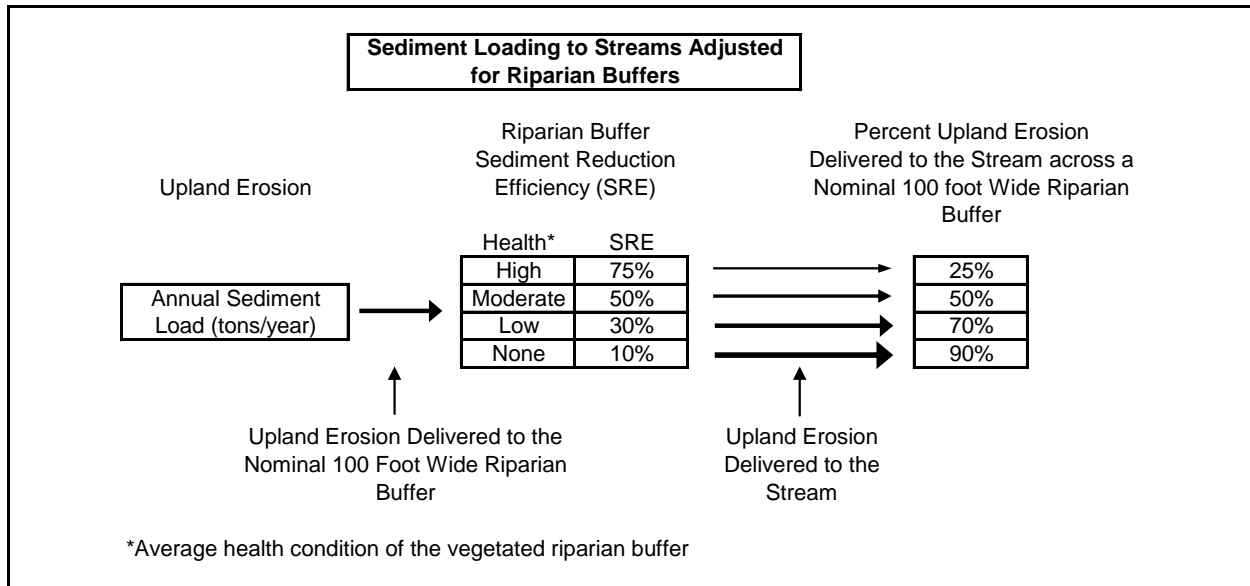 Sediment Loading to Streams Adjusted
for Riparian Buffers
Upland Erosion
Riparian Buffer
Sediment Reduction
Efficiency (SRE)
Percent Upland Erosion
Delivered to the Stream across a
Nominal 100 foot Wide Riparian
Buffer
Health* SRE
High 75% 25%
Moderate 50% 50%
Low 30% 70%
None 10% 90%
Annual Sediment
Load (tons/year)
Upland Erosion Delivered to the
Nominal 100 Foot Wide Riparian
Buffer
Upland Erosion
Delivered to the
Stream
*Average health condition of the vegetated riparian buffer